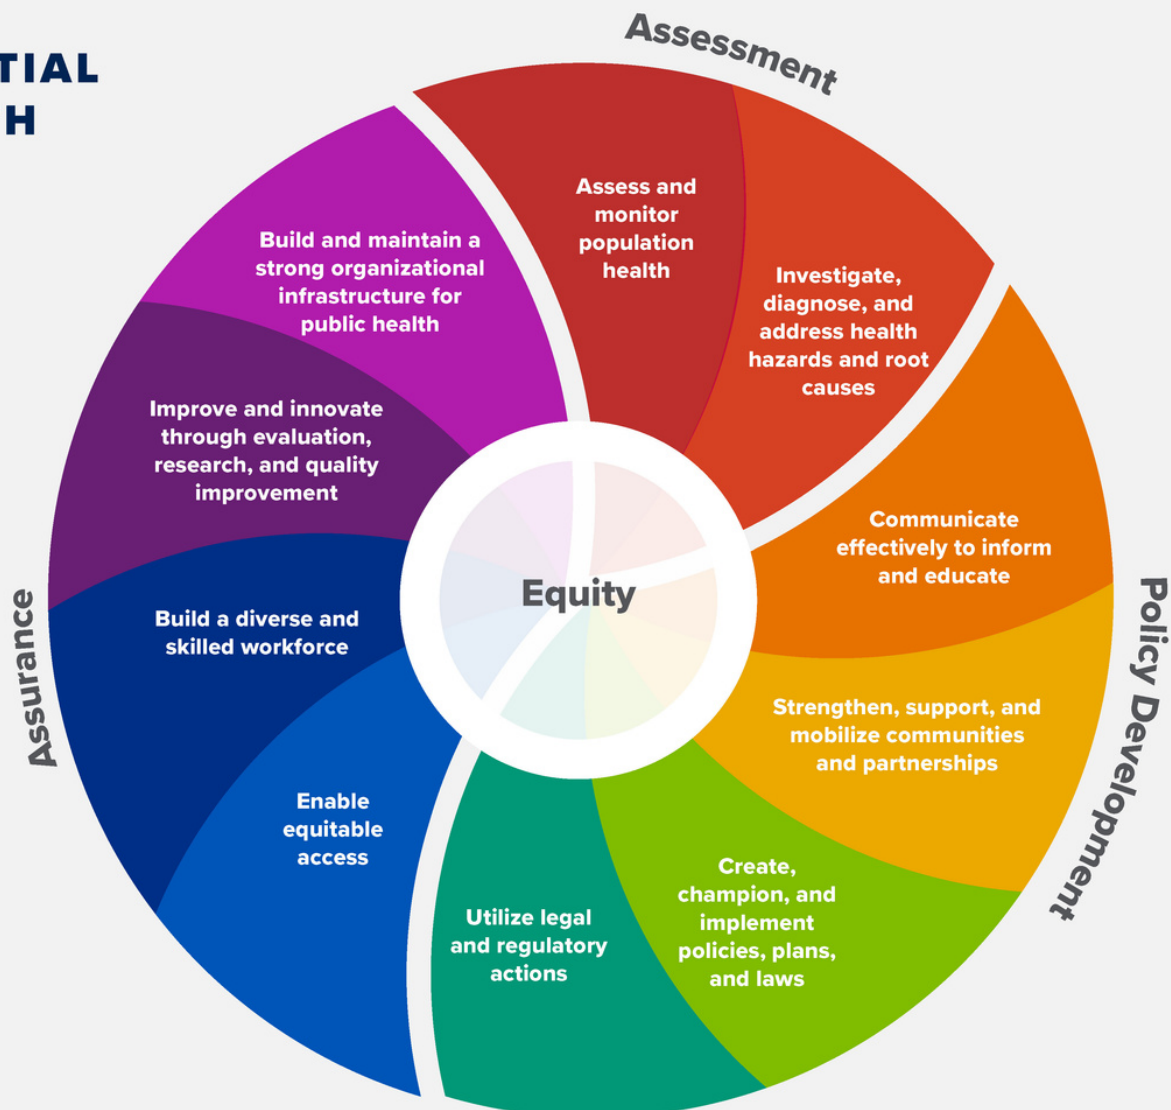 TIAL
H
Assessment
Assess and
monitor
population
health
Investigate,
diagnose, and
address health
hazards and root
causes
Communicate
effectively to inform
and educate
Policy Development
Strengthen, support, and
mobilize communities
and partnerships
Create,
champion, and
implement
policies, plans,
and laws
Utilize legal
and regulatory
actions
Enable
equitable
access
Assurance
Build a diverse and
skilled workforce
Improve and innovate
through evaluation,
research, and quality
improvement
Build and maintain a
strong organizational
infrastructure for
public health
Equity